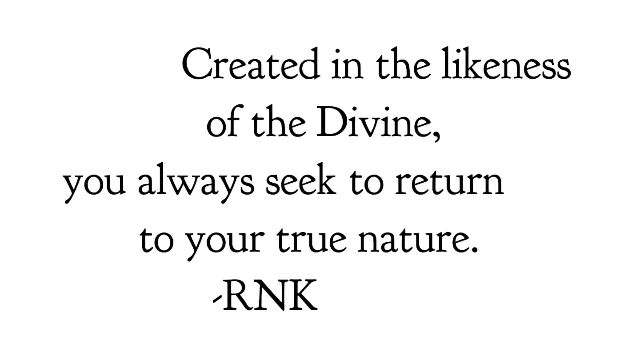 Created in the likeness
of the Divine,
you always seek to return
to your true nature.
-RNK